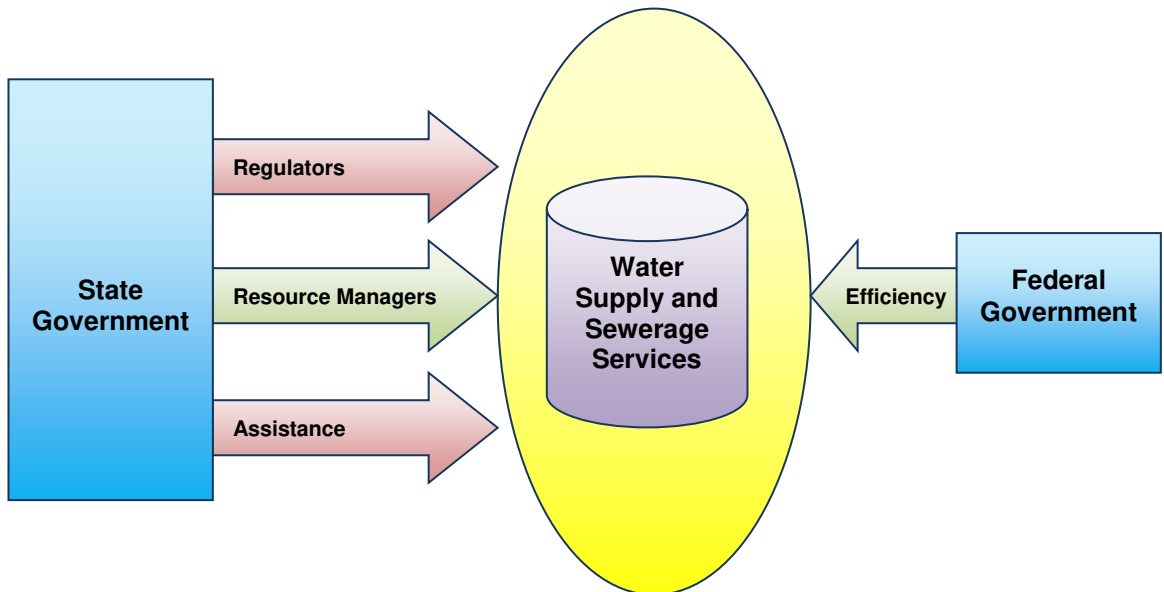 State
Government
Regulators
Resource Managers
Assistance
Water
Supply and
Sewerage
Services
Efficiency
Federal
Government